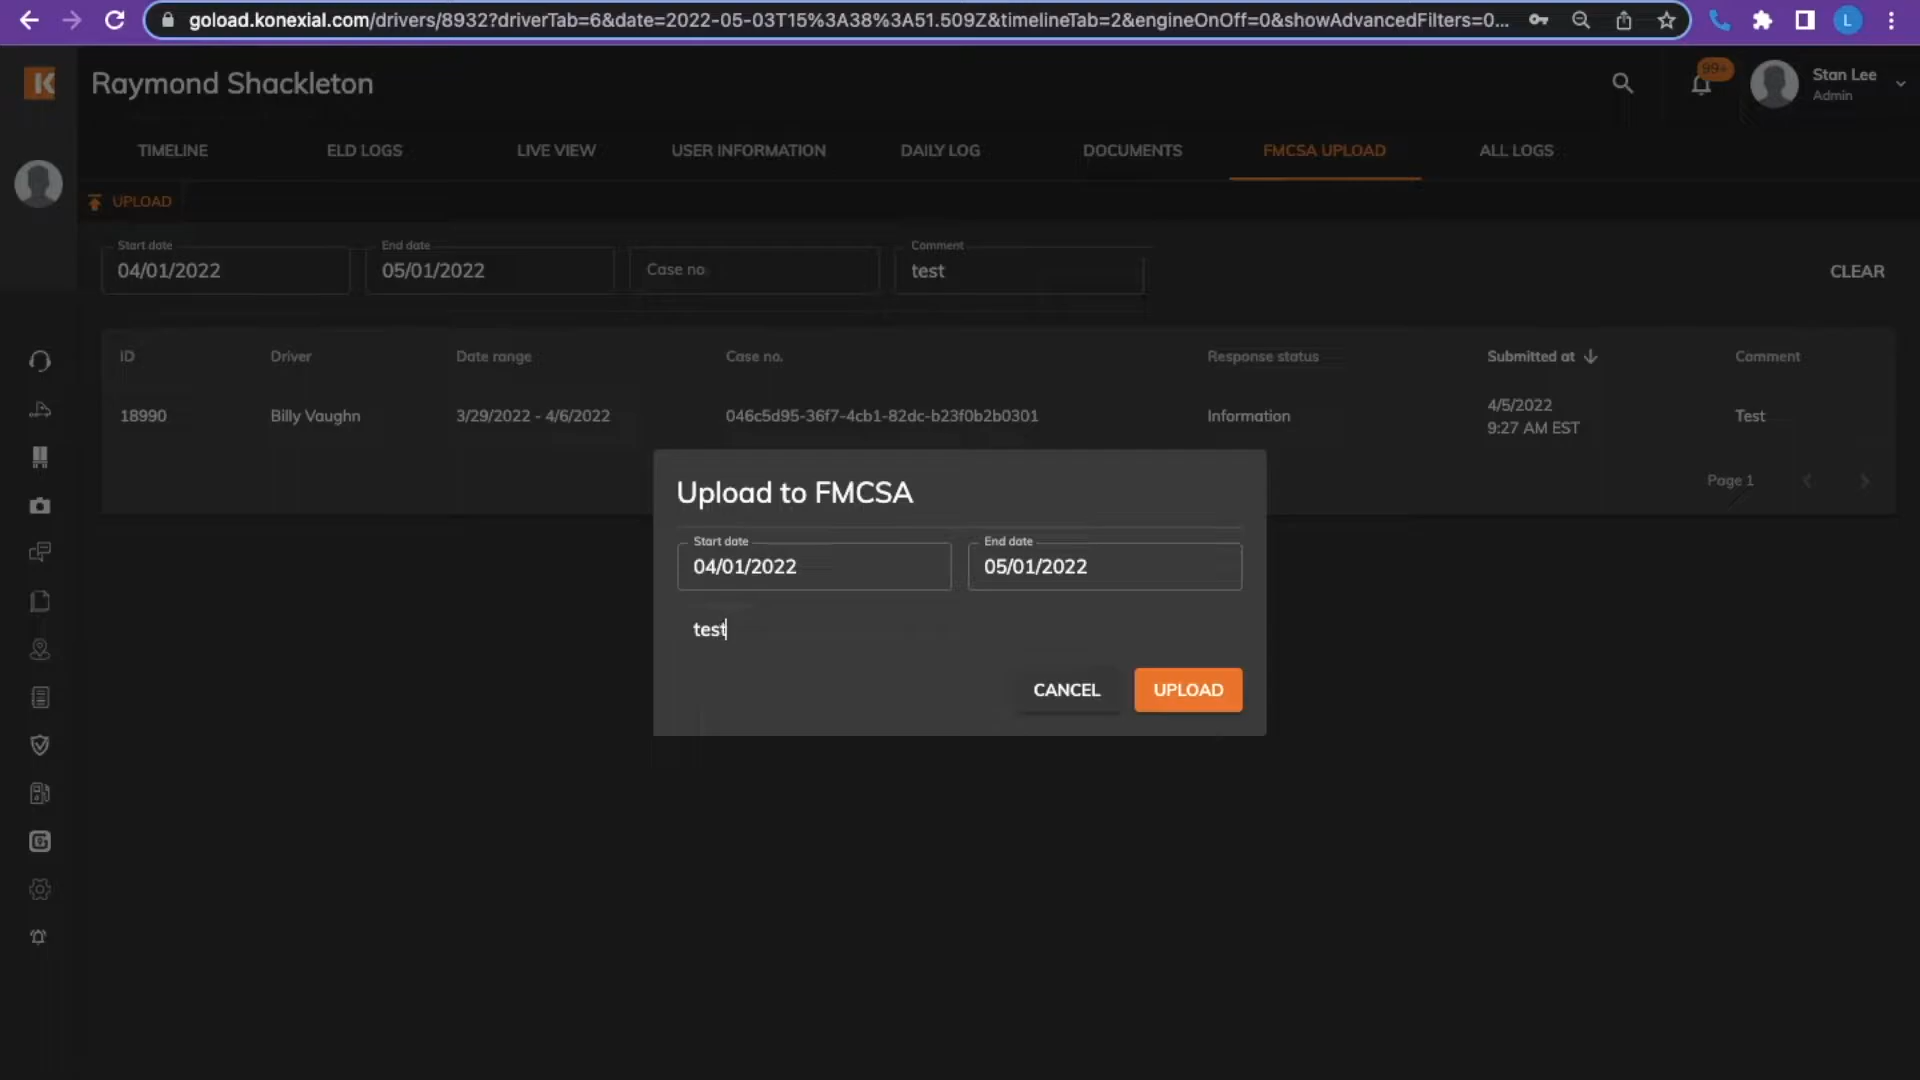 goload.konexial.com/drivers/8932?driverTab=6&date=2022-05-03T15%3A38%3A51.509Z&timelineTab=2&engineOnOff=0&showAdvancedFilters=0...
L
K
Raymond Shackleton
99+
Stan Lee
Admin
TIMELINE
ELD LOGS
LIVE VIEW
USER INFORMATION
DAILY LOG
DOCUMENTS
FMCSA UPLOAD
ALL LOGS
UPLOAD
Start date
04/01/2022
End date
05/01/2022
Case no
Comment
test
CLEAR
ID
Driver
Date range
Case no.
Response status
Submitted at
Comment
18990
Billy Vaughn
3/29/2022 - 4/6/2022
046c5d95-36f7-4cb1-82dc-b23f0b2b0301
Information
4/5/2022
9:27 AM EST
Test
Page 1
Upload to FMCSA
Start date
04/01/2022
End date
05/01/2022
test
CANCEL
UPLOAD